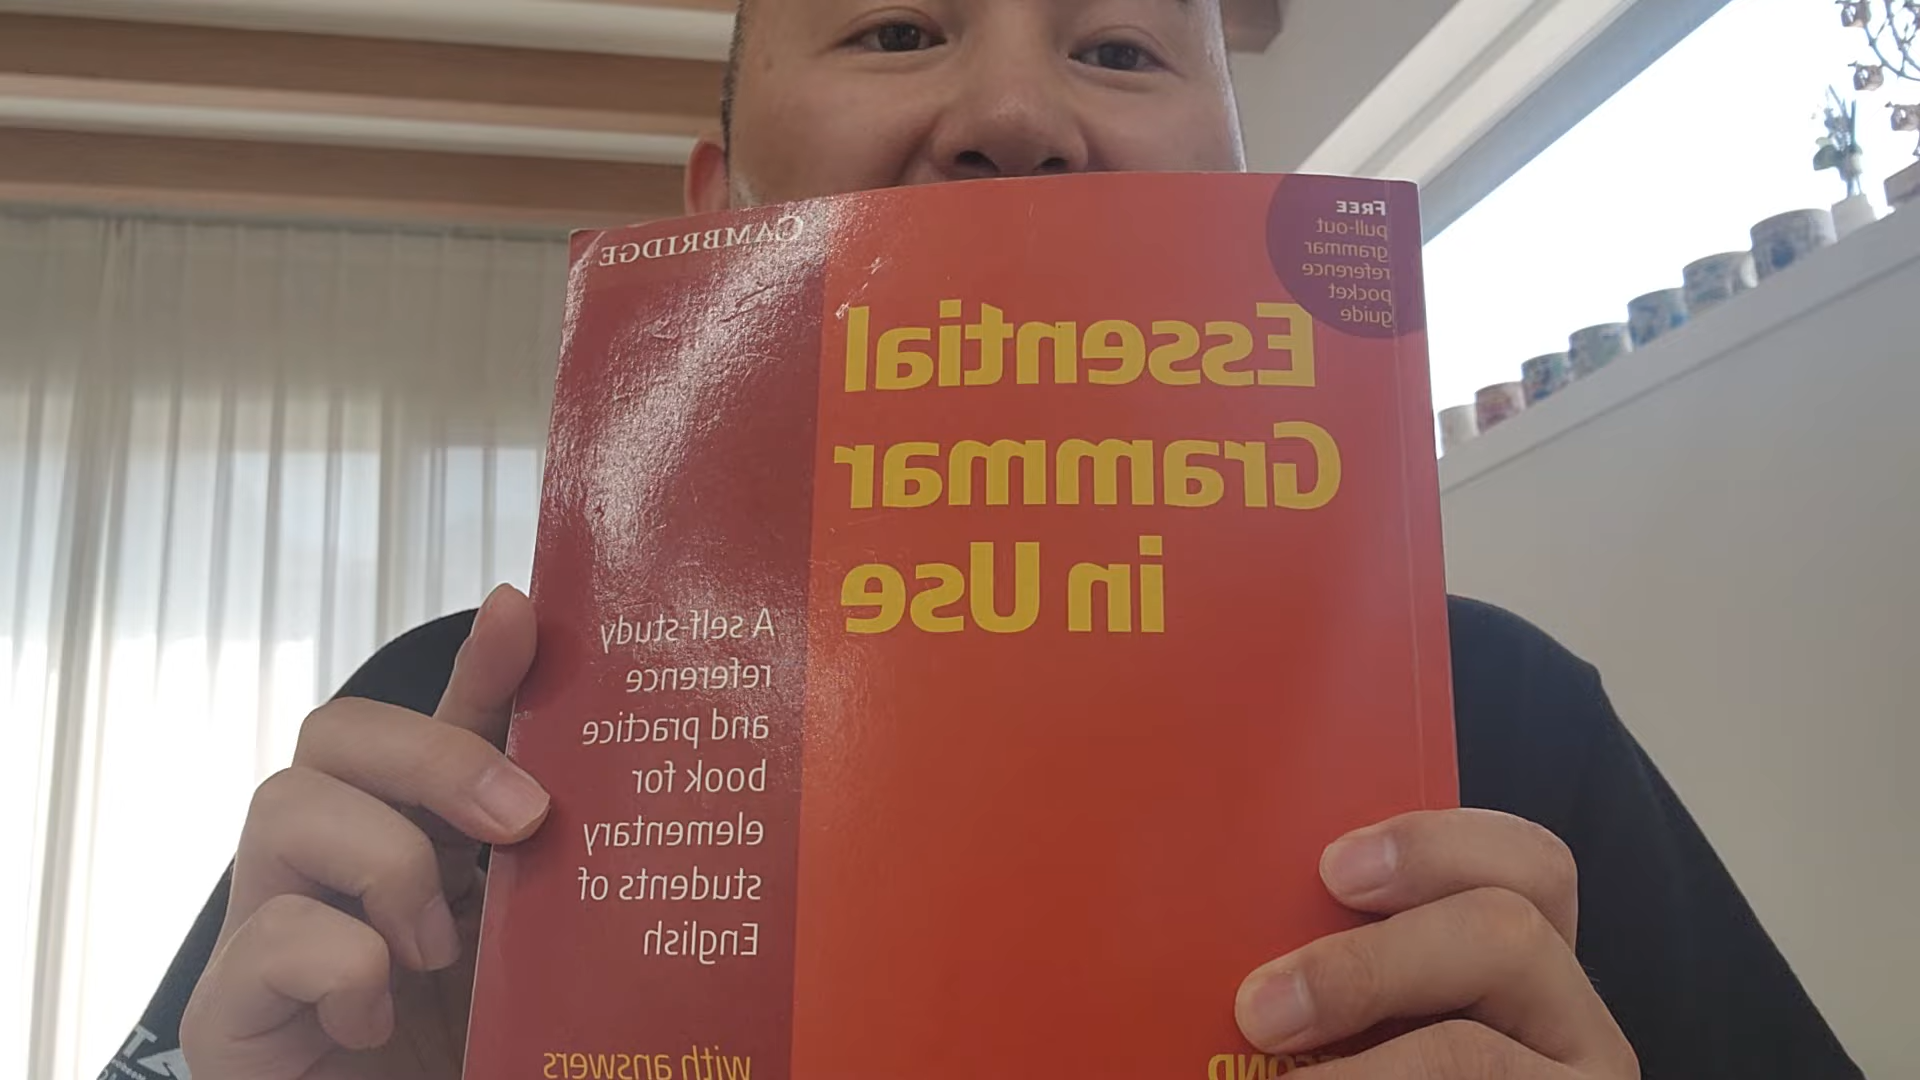 CAMBRIDGE
FREE
pull-out
grammar
reference
pocket
guide
Essential
Grammar
in Use
A self-study
reference
and practice
book for
elementary
students of
English
with answers